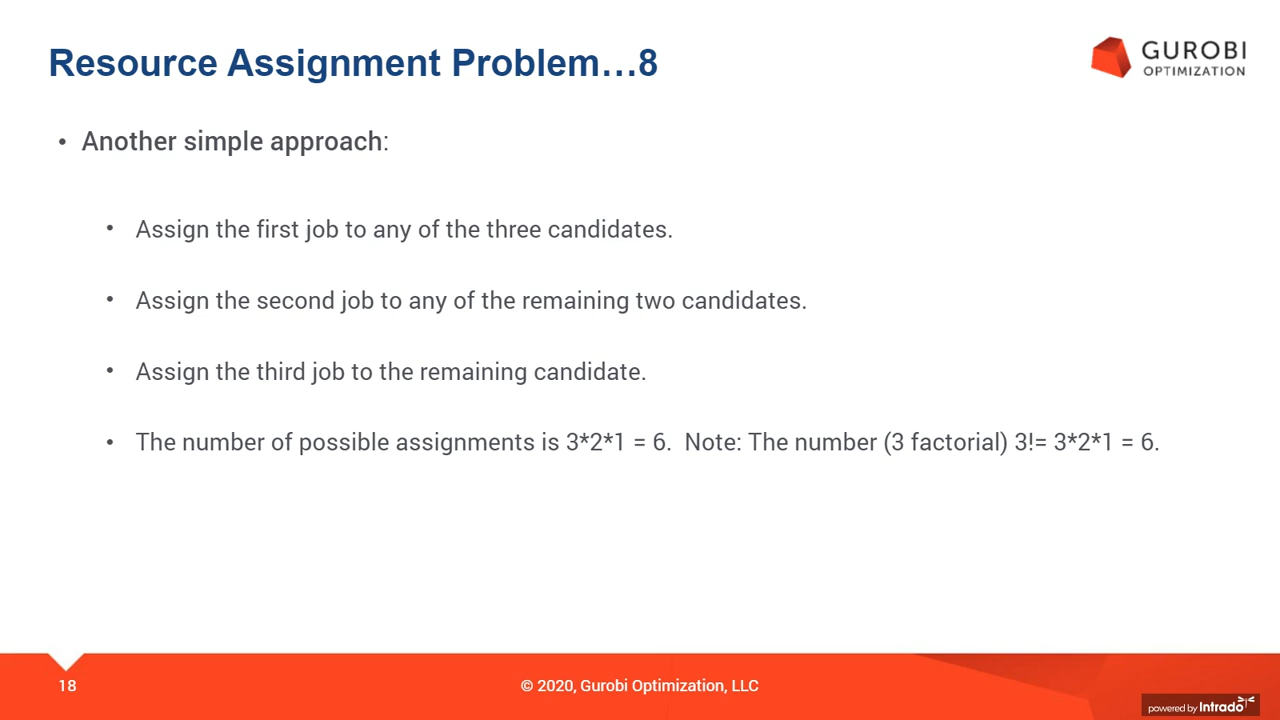 Resource Assignment Problem…8
GUROBI
OPTIMIZATION
• Another simple approach:
• Assign the first job to any of the three candidates.
• Assign the second job to any of the remaining two candidates.
• Assign the third job to the remaining candidate.
• The number of possible assignments is 3*2*1 = 6. Note: The number (3 factorial) 3!= 3*2*1 = 6.
18
© 2020, Gurobi Optimization, LLC
powered by Intrado